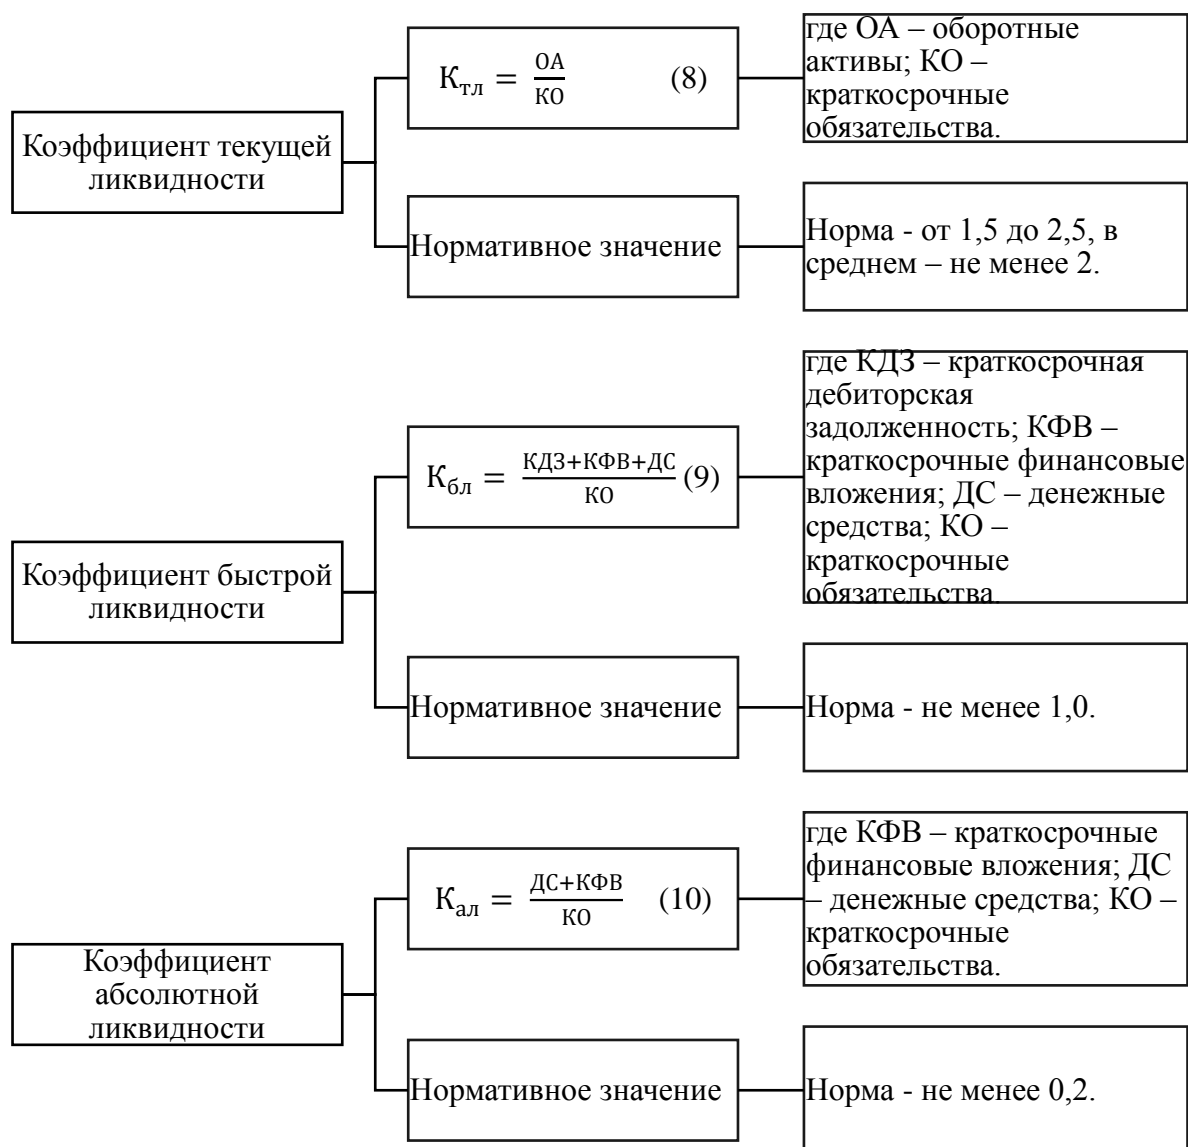 Коэффициент текущей
ликвидности
К_тл = ОА/КО (8)
где ОА – оборотные
активы; КО –
краткосрочные
обязательства.
Нормативное значение
Норма - от 1,5 до 2,5, в
среднем – не менее 2.
Коэффициент быстрой
ликвидности
К_бл = КДЗ+КФВ+ДС/КО (9)
где КДЗ – краткосрочная
дебиторская
задолженность; КФВ –
краткосрочные финансовые
вложения; ДС – денежные
средства; КО –
краткосрочные
обязательства.
Нормативное значение
Норма - не менее 1,0.
Коэффициент
абсолютной
ликвидности
К_ал = ДС+КФВ/КО (10)
где КФВ – краткосрочные
финансовые вложения; ДС
– денежные средства; КО –
краткосрочные
обязательства.
Нормативное значение
Норма - не менее 0,2.